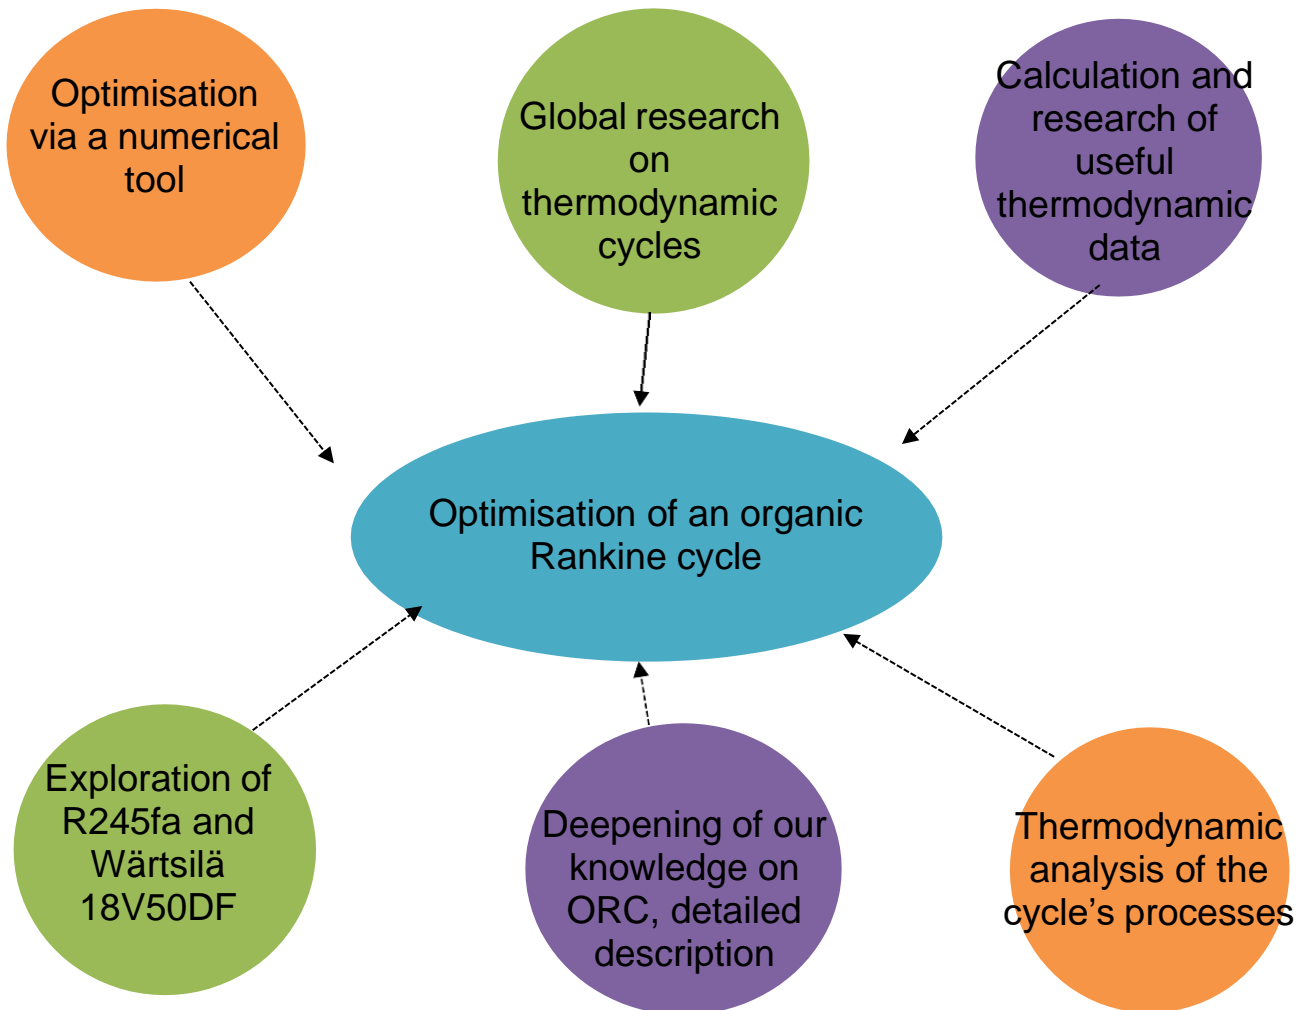 Optimisation
via a numerical
tool
Global research
on
thermodynamic
cycles
Calculation and
research of
useful
thermodynamic
data
Optimisation of an organic
Rankine cycle
Exploration of
R245fa and
Wärtsilä
18V50DF
Deepening of our
knowledge on
ORC, detailed
description
Thermodynamic
analysis of the
cycle’s processes